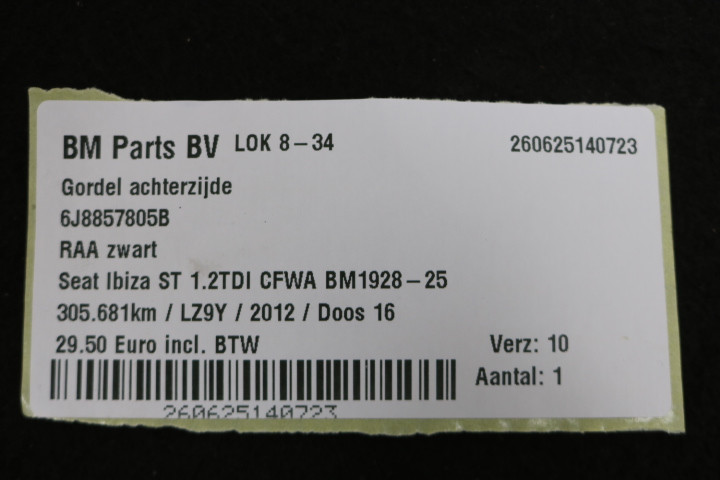 BM Parts BV LOK 8-34 260625140723
Gordel achterzijde
6J8857805B
RAA zwart
Seat Ibiza ST 1.2TDI CFWA BM1928-25
305.681km / LZ9Y / 2012 / Doos 16
29.50 Euro incl. BTW Verz: 10
Aantal: 1
260625140723